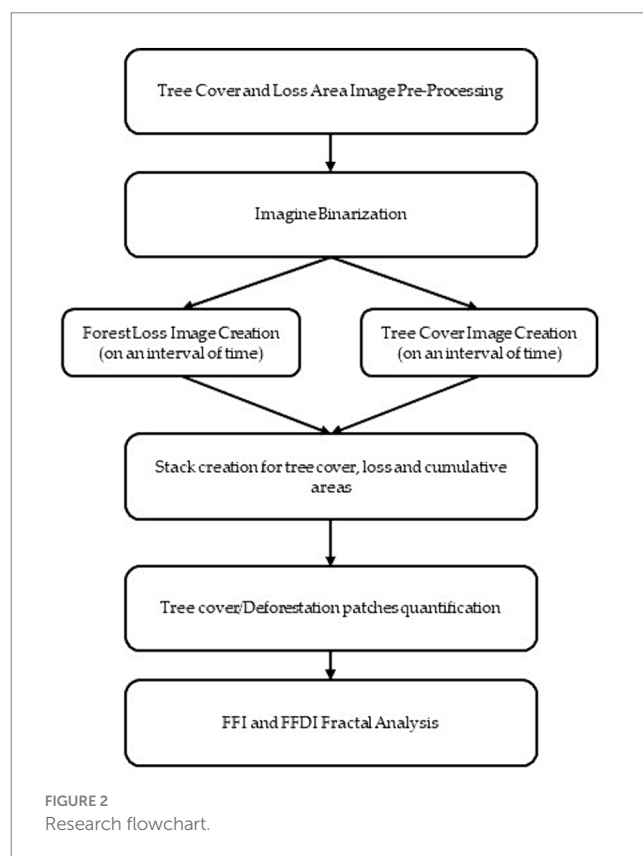 Tree Cover and Loss Area Image Pre-Processing
Imagine Binarization
Forest Loss Image Creation
(on an interval of time)
Tree Cover Image Creation
(on an interval of time)
Stack creation for tree cover, loss and cumulative
areas
Tree cover/Deforestation patches quantification
FFI and FFDI Fractal Analysis
FIGURE 2
Research flowchart.